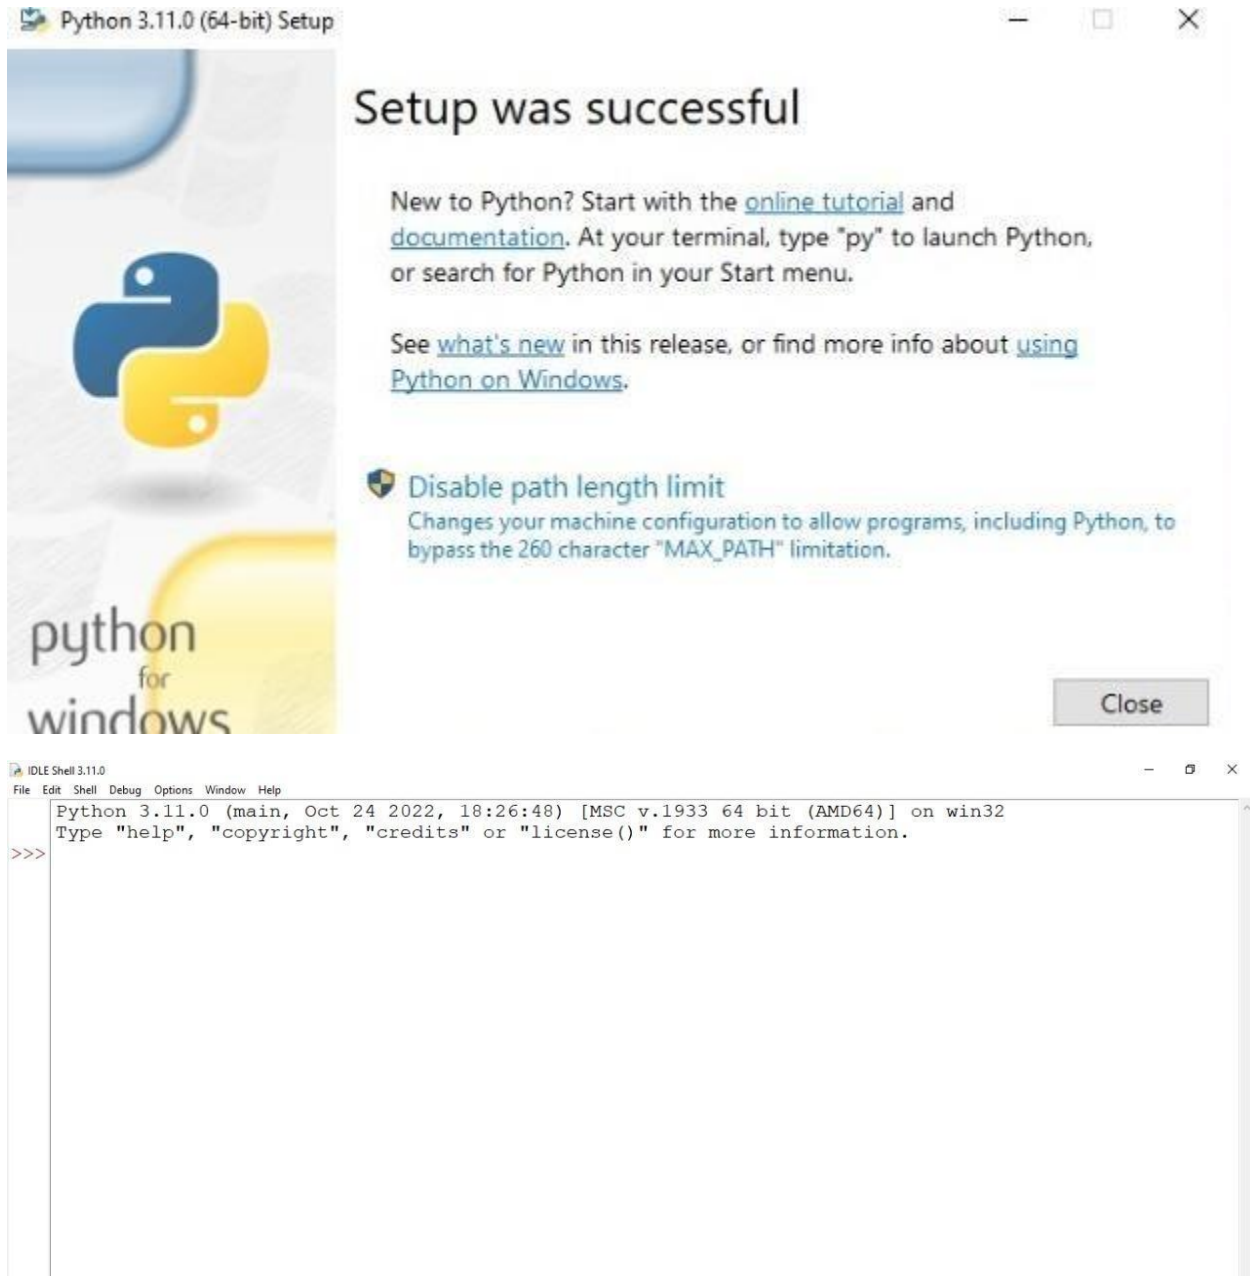 Python 3.11.0 (64-bit) Setup
Setup was successful
New to Python? Start with the online tutorial and
documentation. At your terminal, type "py" to launch Python,
or search for Python in your Start menu.
See what's new in this release, or find more info about using
Python on Windows.
Disable path length limit
Changes your machine configuration to allow programs, including Python, to
bypass the 260 character "MAX_PATH" limitation.
python
for
windows
Close
IDLE Shell 3.11.0
File Edit Shell Debug Options Window Help
Python 3.11.0 (main, Oct 24 2022, 18:26:48) [MSC v.1933 64 bit (AMD64)] on win32
Type "help", "copyright", "credits" or "license()" for more information.
>>>